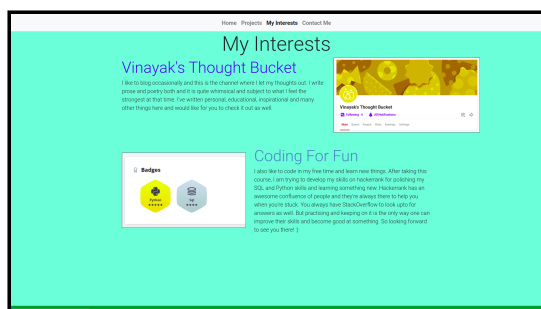 Home Projects My Interests Contact Me
My Interests
Vinayak's Thought Bucket
I like to blog occasionally and this is the channel where I let my thoughts out. I write
prose and poetry both and it is quite whimsical and subject to what I feel the
strongest at that time. I've written personal, educational, inspirational and many
other things here and would like for you to check it out as well.
Vinayak's Thought Bucket
Following
All Notifications
Badges
Python
Sql
Coding For Fun
I also like to code in my free time and learn new things. After taking this
course, I am trying to develop my skills on hackerrank for polishing my
SQL and Python skills and learning something new. Hackerrank has an
awesome confluence of people and they're always there to help you
when you're stuck. You always have StackOverflow to look upto for
answers as well. But practising and keeping on it is the only way one can
improve their skills and become good at something. So looking forward
to see you there! :)